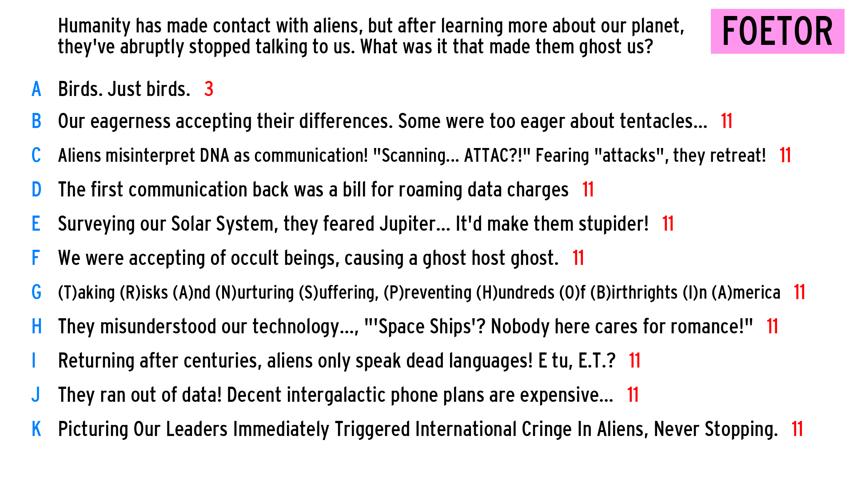 Humanity has made contact with aliens, but after learning more about our planet,
they've abruptly stopped talking to us. What was it that made them ghost us?
FOETOR
A Birds. Just birds. 3
B Our eagerness accepting their differences. Some were too eager about tentacles... 11
C Aliens misinterpret DNA as communication! "Scanning... ATTAC?!" Fearing "attacks", they retreat! 11
D The first communication back was a bill for roaming data charges 11
E Surveying our Solar System, they feared Jupiter... It'd make them stupider! 11
F We were accepting of occult beings, causing a ghost host ghost. 11
G (T)aking (R)isks (A)nd (N)urturing (S)uffering, (P)reventing (H)undreds (O)f (B)irthrights (I)n (A)merica 11
H They misunderstood our technology..., "'Space Ships'? Nobody here cares for romance!" 11
I Returning after centuries, aliens only speak dead languages! E tu, E.T.? 11
J They ran out of data! Decent intergalactic phone plans are expensive... 11
K Picturing Our Leaders Immediately Triggered International Cringe In Aliens, Never Stopping. 11